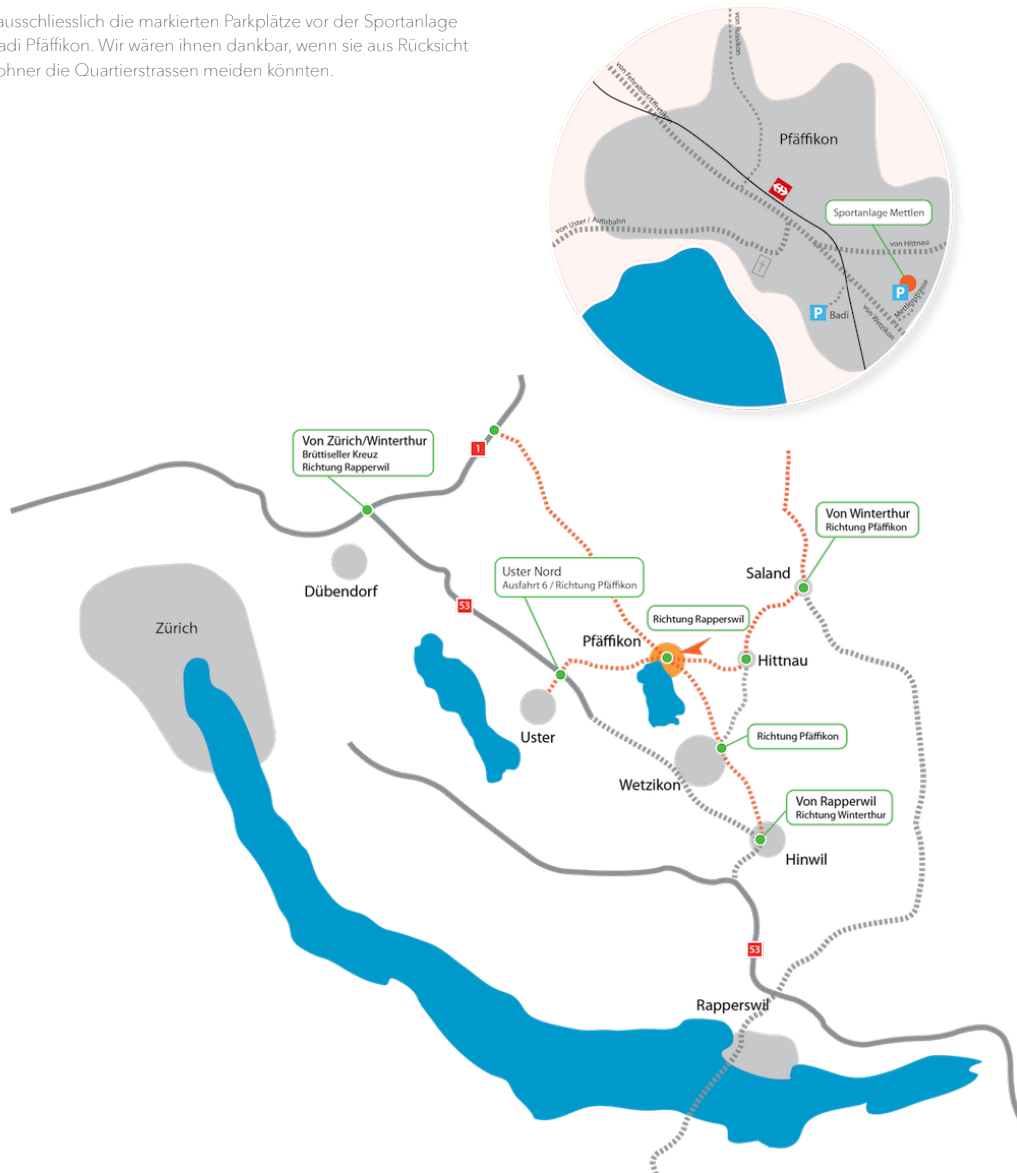 ausschliesslich die markierten Parkplätze vor der Sportanlage
adi Pfäffikon. Wir wären ihnen dankbar, wenn sie aus Rücksicht
ohner die Quartierstrassen meiden könnten.
von Russikon
von Fehraltorf/Effretikon
Pfäffikon
Sportanlage Mettlen
von Uster / Autobahn
von Hittnau
P
Mettlenstrasse
P
Badi
von Wetzikon
Von Zürich/Winterthur
Brüttiseller Kreuz
Richtung Rapperwil
1
Von Winterthur
Richtung Pfäffikon
Uster Nord
Ausfahrt 6 / Richtung Pfäffikon
Saland
Dübendorf
53
Richtung Rapperswil
Zürich
Pfäffikon
Hittnau
Uster
Richtung Pfäffikon
Wetzikon
Von Rapperwil
Richtung Winterthur
Hinwil
53
Rapperswil